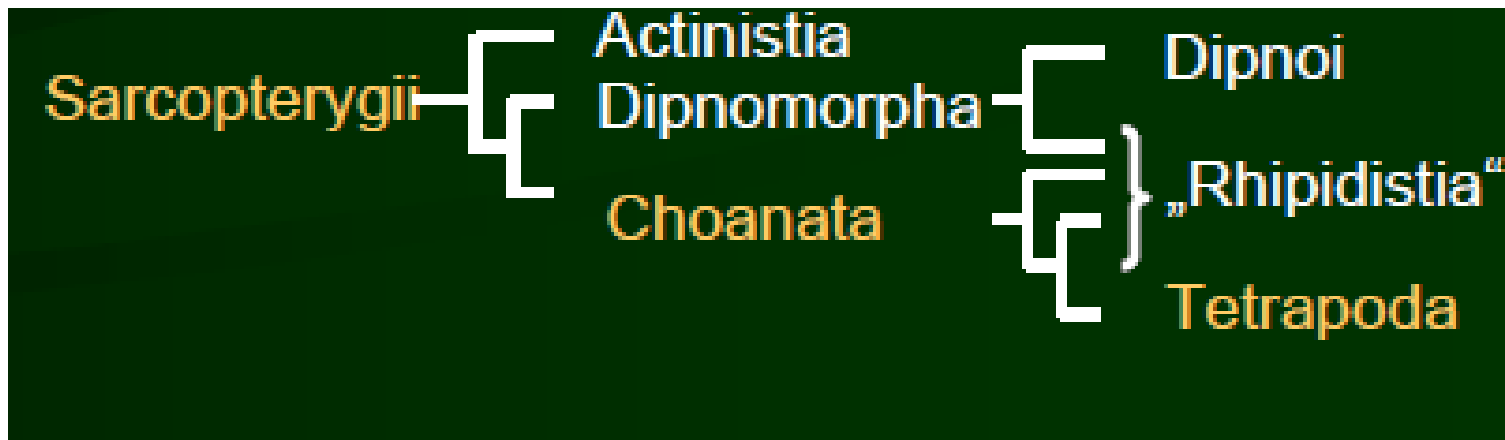 Actinistia
Sarcopterygii
Dipnomorpha
Choanata
Dipnoi
„Rhipidistia“
Tetrapoda